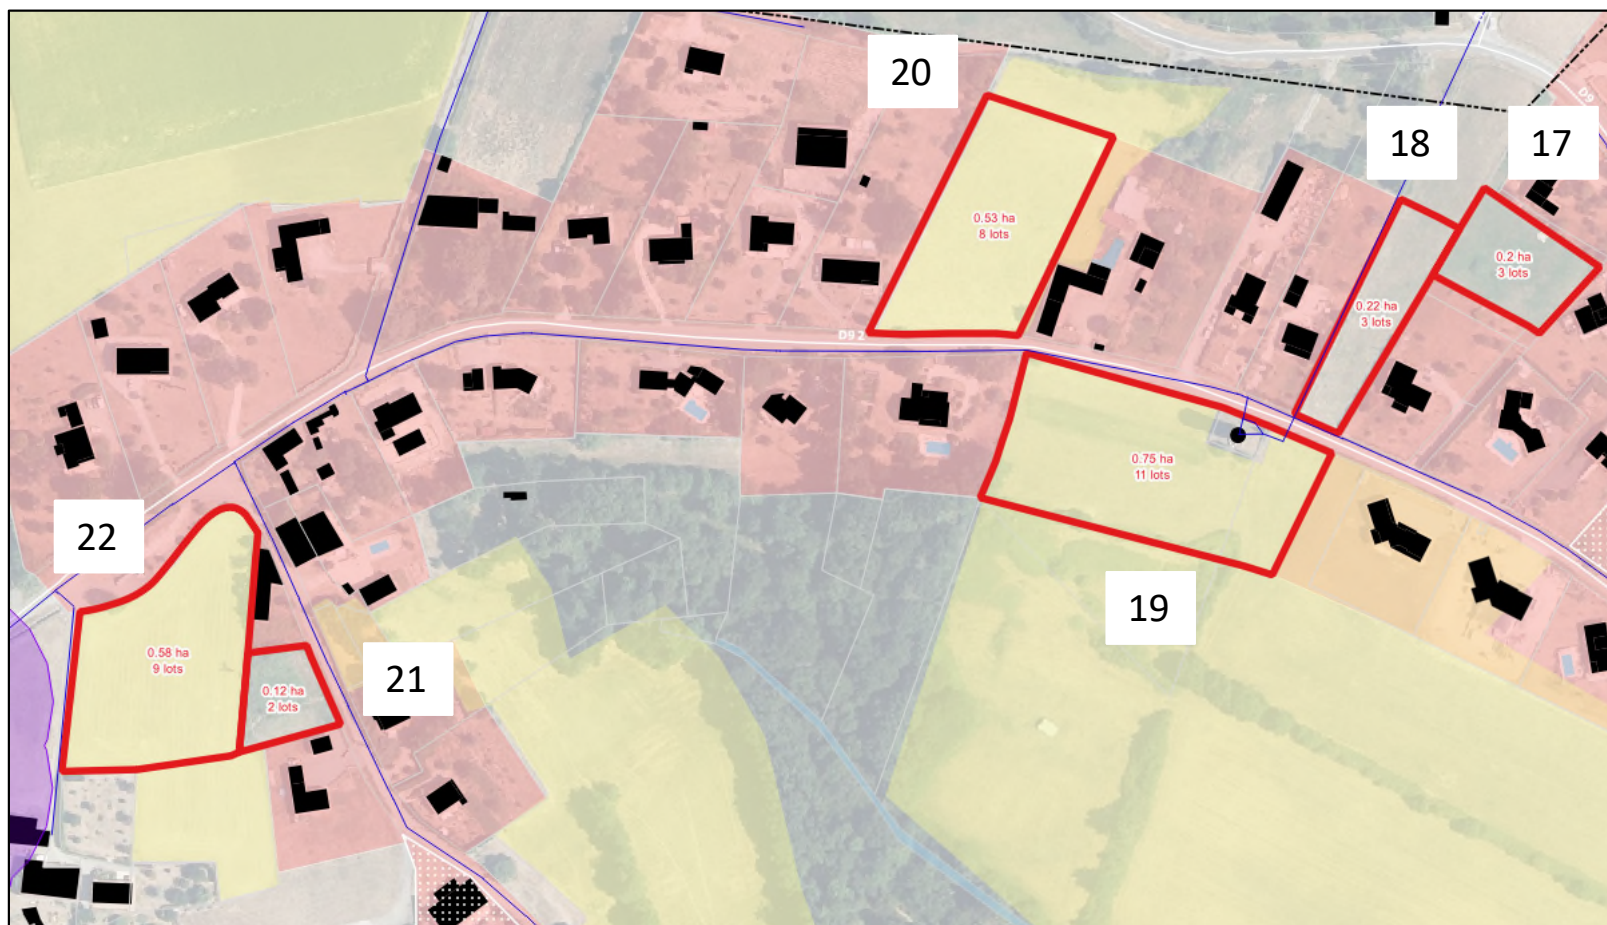 20
18
17
D9
0.53 ha
8 lots
0.2 ha
3 lots
0.22 ha
3 lots
D92
0.75 ha
11 lots
22
19
0.58 ha
9 lots
21
0.12 ha
2 lots